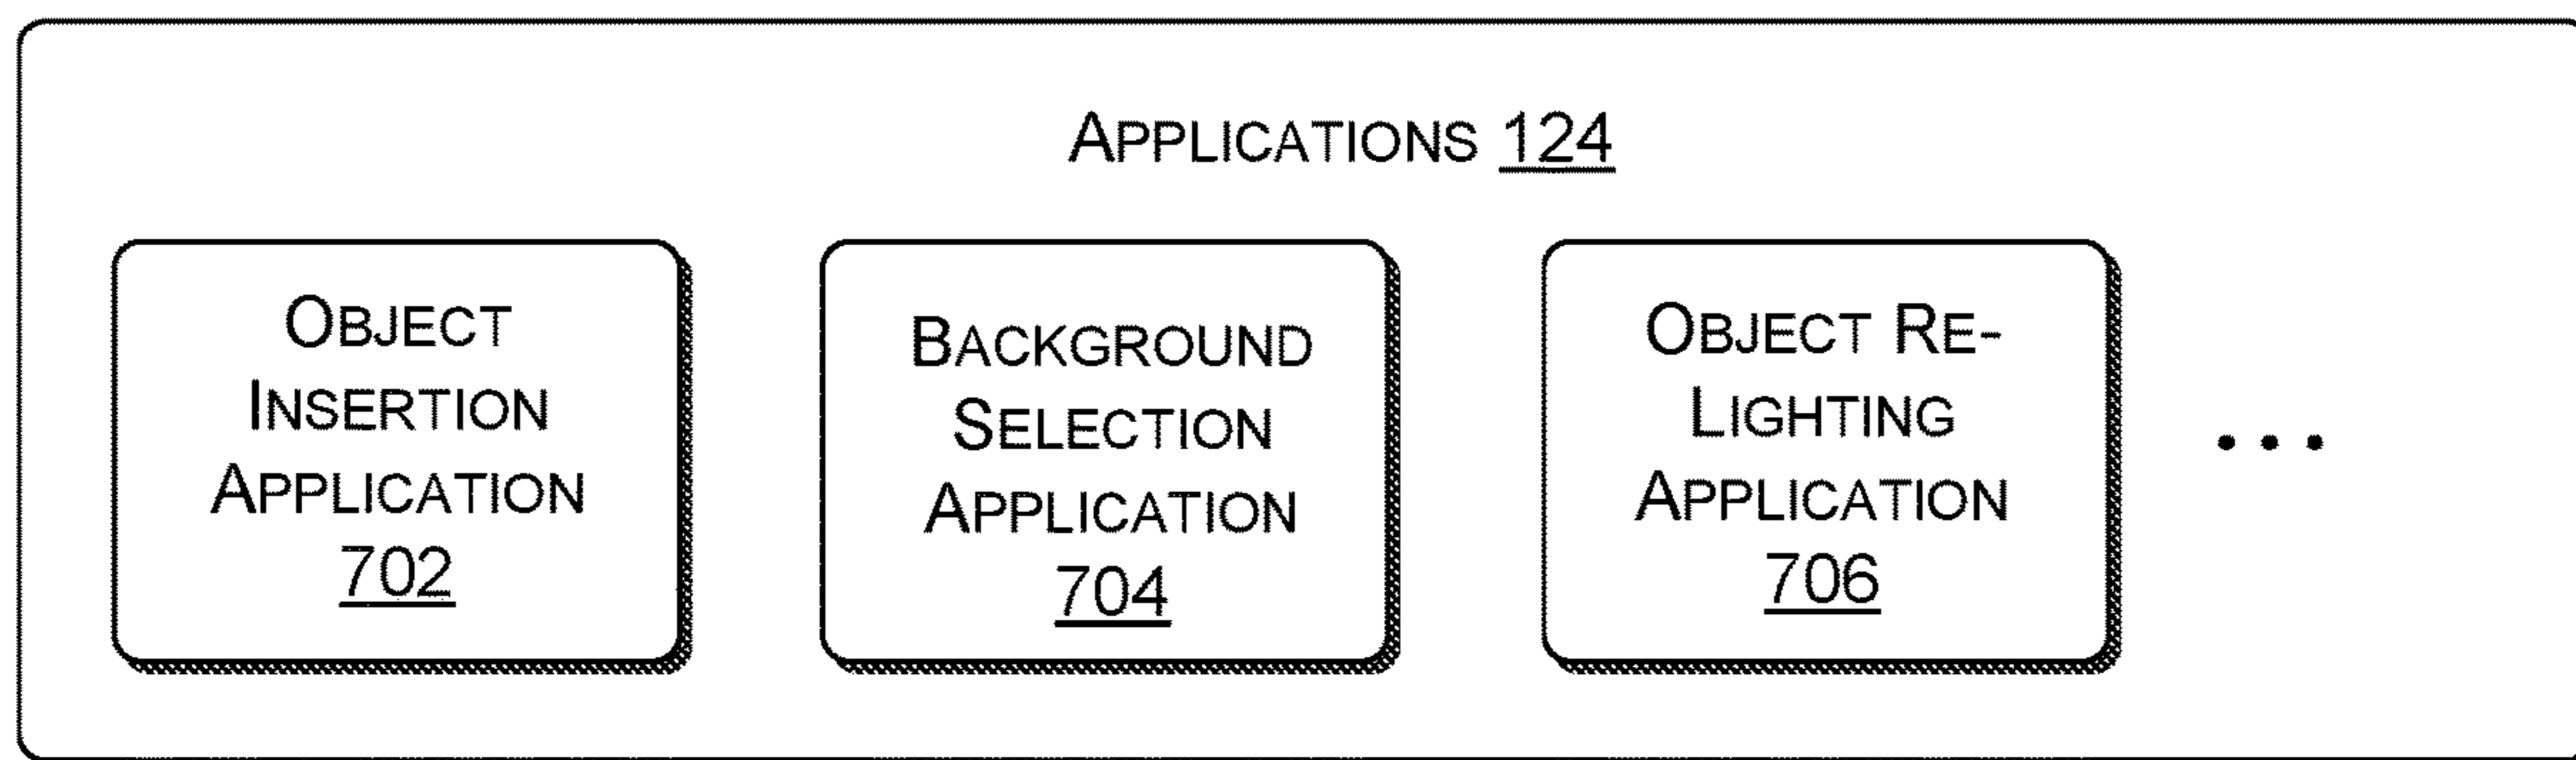 APPLICATIONS 124
OBJECT
INSERTION
APPLICATION
702
BACKGROUND
SELECTION
APPLICATION
704
OBJECT RE-
LIGHTING
APPLICATION
706
...